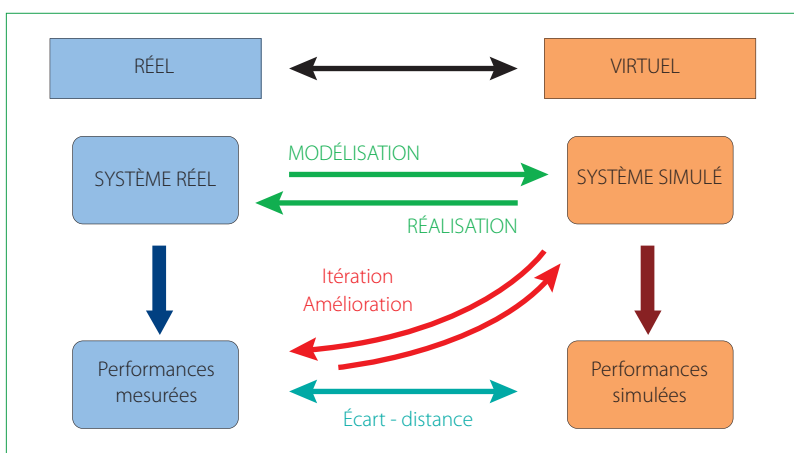 RÉEL
VIRTUEL
MODÉLISATION
SYSTÈME RÉEL
SYSTÈME SIMULÉ
RÉALISATION
Itération
Amélioration
Performances
mesurées
Performances
simulées
Écart - distance